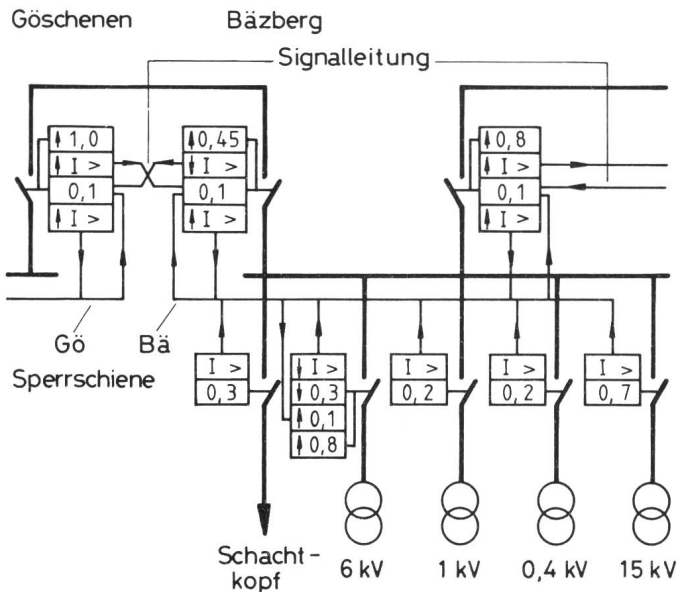 Göschenen
Bäzberg
Signalleitung
↑ 1,0
↑ I >
0,1
↑ I >
↑ 0,45
↓ I >
0,1
↑ I >
↑ 0,8
↑ I >
0,1
↑ I >
Gö
Bä
Sperrschiene
I >
0,3
↓ I >
↓ 0,3
↑ 0,1
↑ 0,8
I >
0,2
I >
0,2
I >
0,7
Schacht-
kopf
6 kV
1 kV
0,4 kV
15 kV